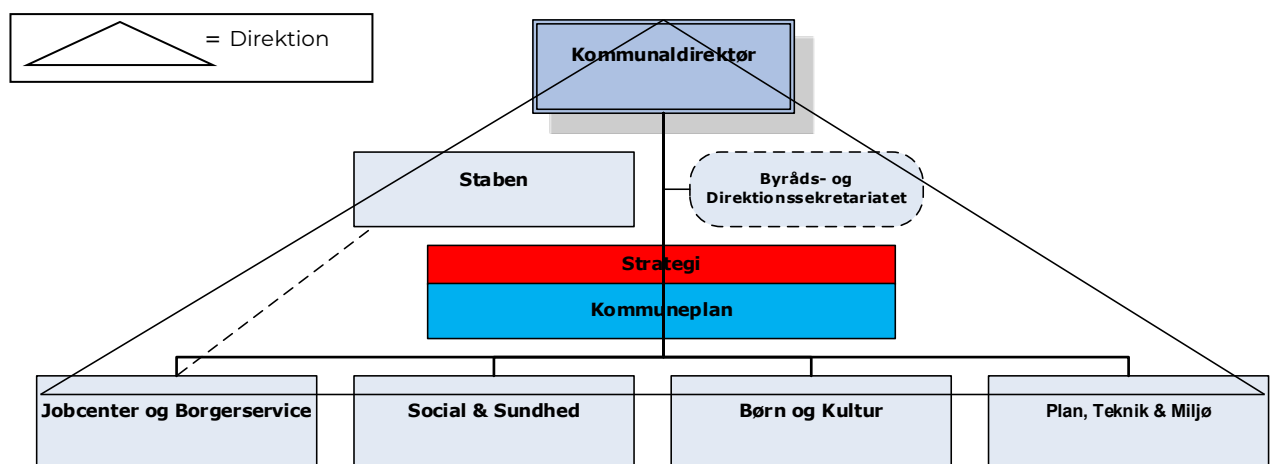 = Direktion
Kommunaldirektør
Staben
Byråds- og
Direktionssekretariatet
Strategi
Kommuneplan
Jobcenter og Borgerservice
Social & Sundhed
Børn og Kultur
Plan, Teknik & Miljø